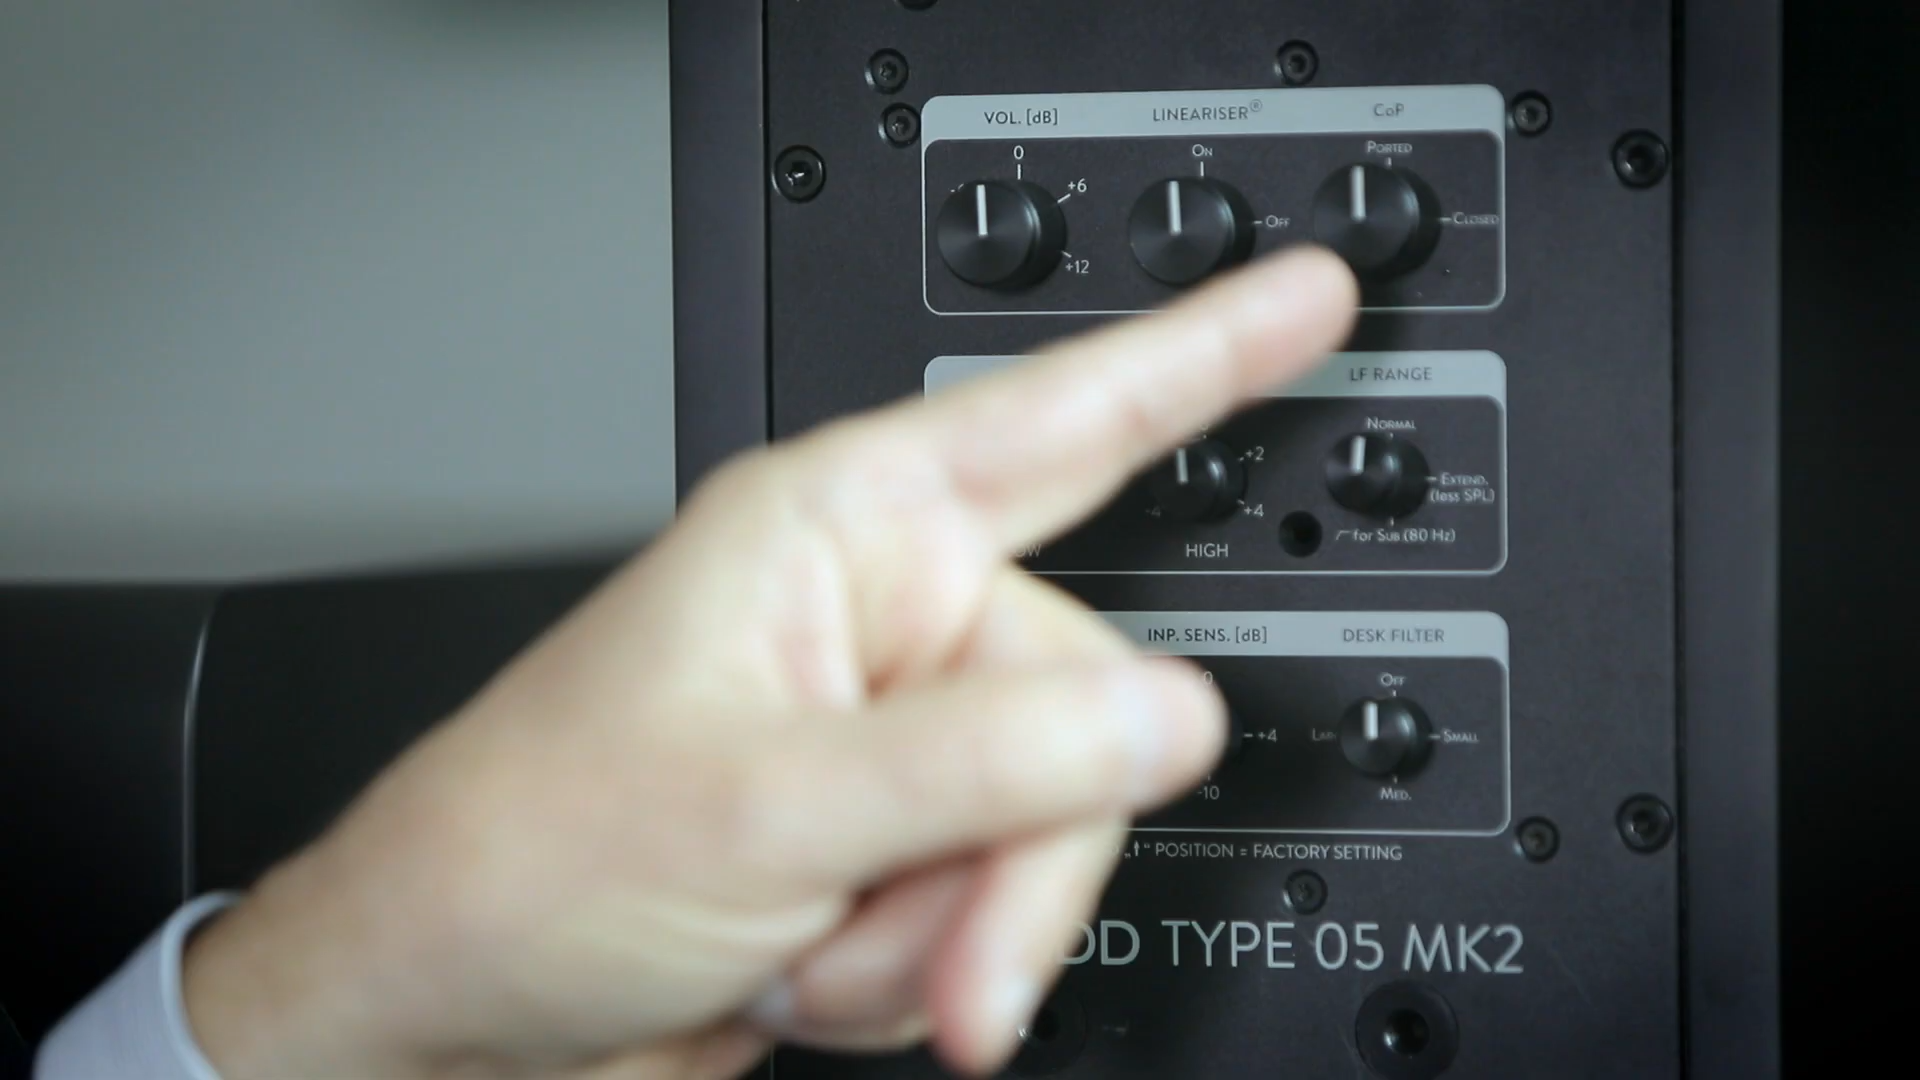 VOL. [dB] LINEARISER® CoP
0 ON PORTED
+6
OFF CLOSED
+12
LF RANGE
NORMAL
+2
EXTEND.
(less SPL)
-4 +4
for SUB (80 Hz)
HIGH
INP. SENS. [dB] DESK FILTER
0 OFF
+4 SMALL
-10 MED.
„↑“ POSITION = FACTORY SETTING
TYPE 05 MK2